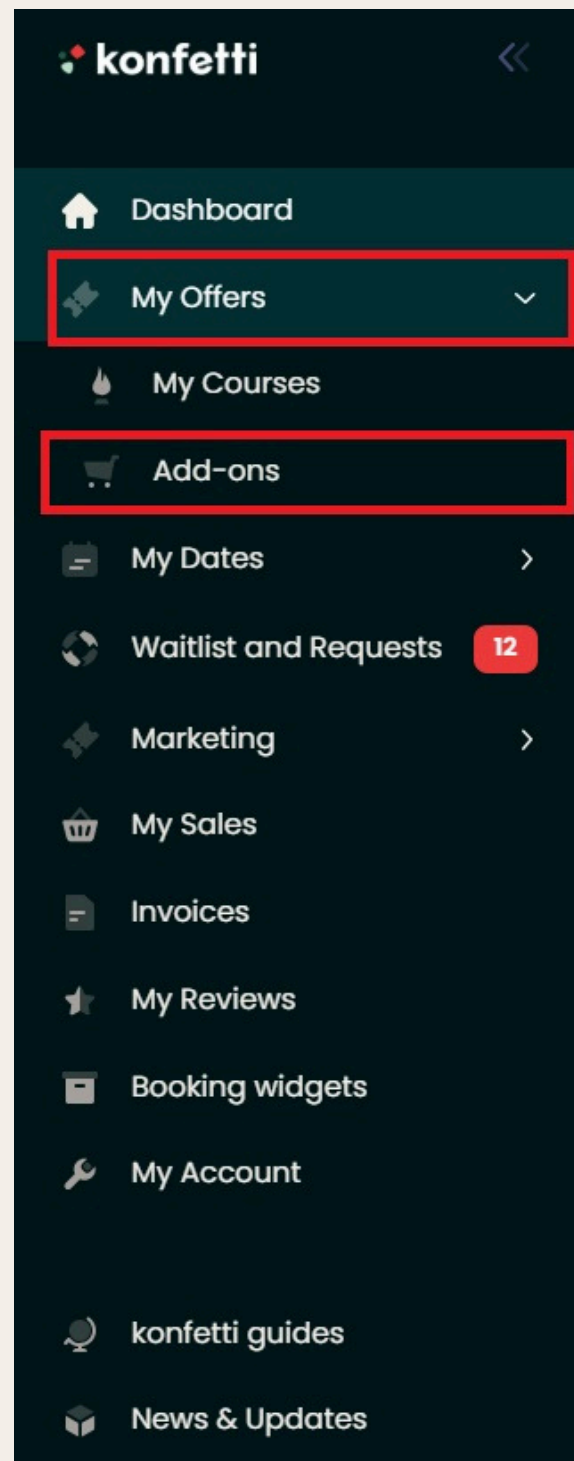 konfetti
Dashboard
My Offers
My Courses
Add-ons
My Dates
Waitlist and Requests 12
Marketing
My Sales
Invoices
My Reviews
Booking widgets
My Account
konfetti guides
News & Updates